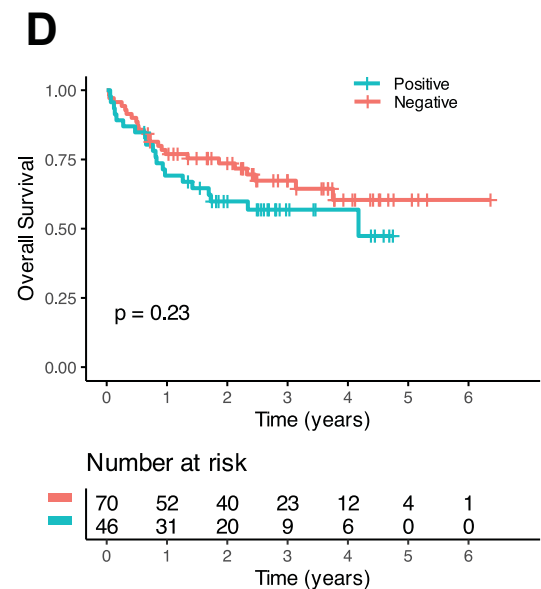 D
1.00
0.75
0.50
0.25
0.00
Overall Survival
Positive
Negative
p = 0.23
0 1 2 3 4 5 6
Time (years)
Number at risk
70 52 40 23 12 4 1
46 31 20 9 6 0 0
0 1 2 3 4 5 6
Time (years)